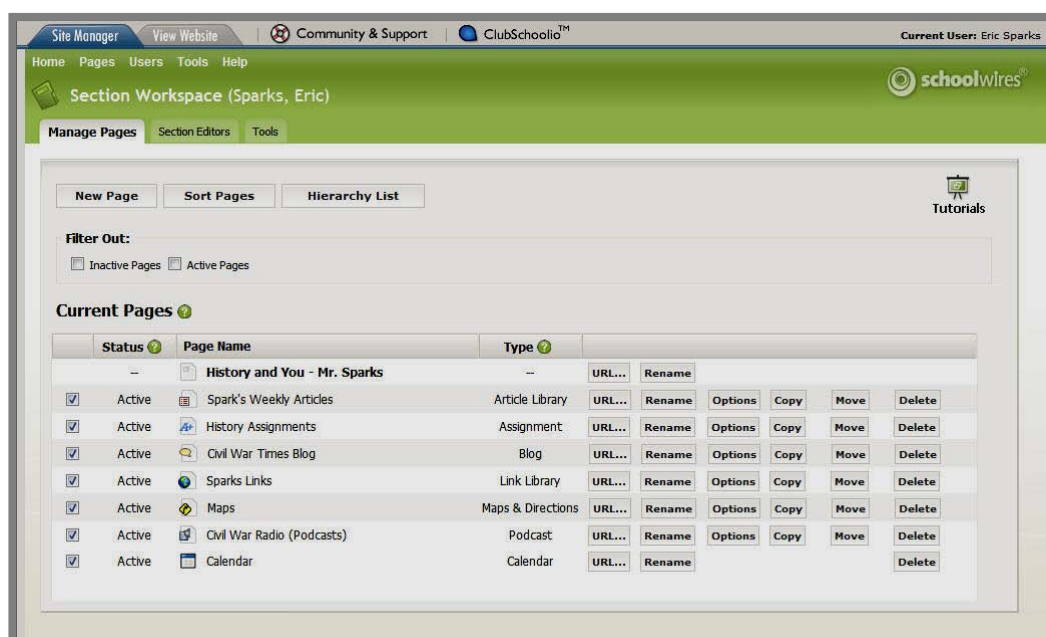 Site Manager View Website Community & Support ClubSchoolio™ Current User: Eric Sparks
Home Pages Users Tools Help
Section Workspace (Sparks, Eric) schoolwires®
Manage Pages Section Editors Tools
New Page Sort Pages Hierarchy List Tutorials
Filter Out:
Inactive Pages Active Pages
Current Pages ?
Status ? Page Name Type ?
-- History and You - Mr. Sparks -- URL... Rename
Active Spark's Weekly Articles Article Library URL... Rename Options Copy Move Delete
Active A+ History Assignments Assignment URL... Rename Options Copy Move Delete
Active Civil War Times Blog Blog URL... Rename Options Copy Move Delete
Active Sparks Links Link Library URL... Rename Options Copy Move Delete
Active Maps Maps & Directions URL... Rename Options Copy Move Delete
Active Civil War Radio (Podcasts) Podcast URL... Rename Options Copy Move Delete
Active Calendar Calendar URL... Rename Delete